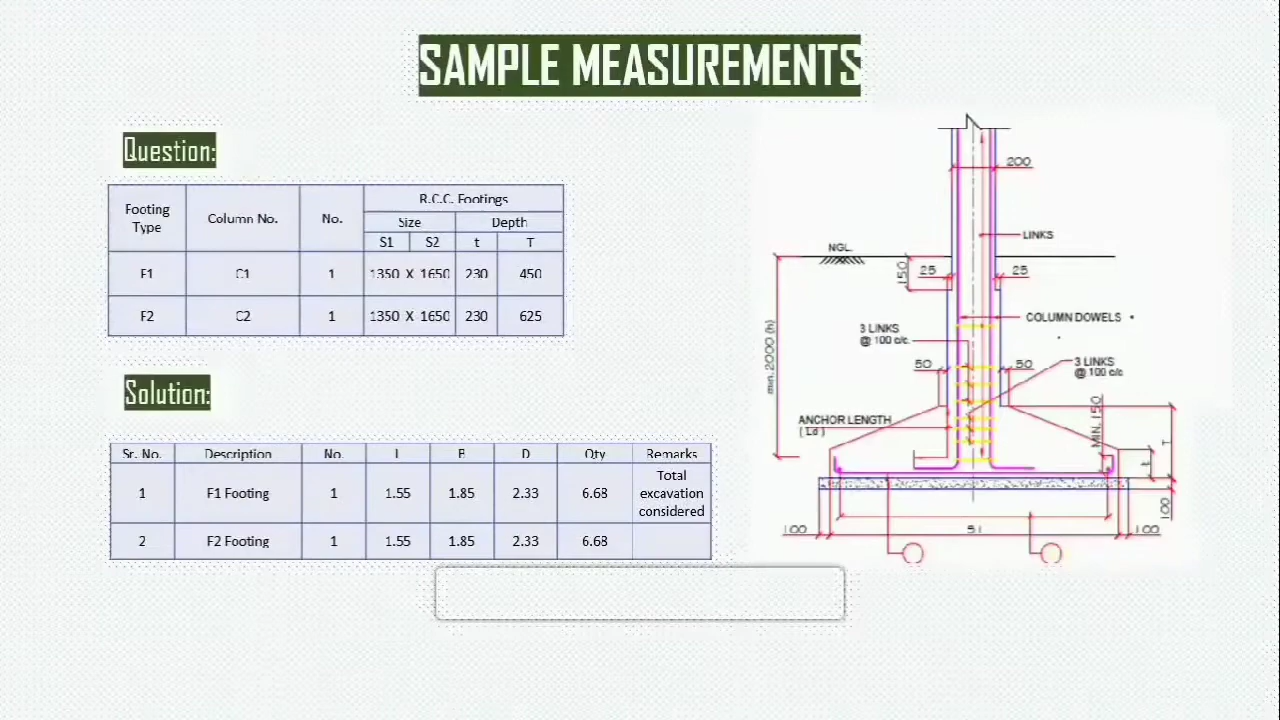 SAMPLE MEASUREMENTS
Question:
Footing Type Column No. No. R.C.C. Footings
Size Depth
S1 S2 t T
F1 C1 1 1350 X 1650 230 450
F2 C2 1 1350 X 1650 230 625
Solution:
Sr. No. Description No. L B D Qty Remarks
1 F1 Footing 1 1.55 1.85 2.33 6.68 Total excavation considered
2 F2 Footing 1 1.55 1.85 2.33 6.68
200
LINKS
NGL.
150
25
25
COLUMN DOWELS
3 LINKS
@ 100 c/c.
min.2000 (h)
50
50
3 LINKS
@ 100 c/c
ANCHOR LENGTH
( Ld )
MIN. 150
T
t
100
100
S1
100